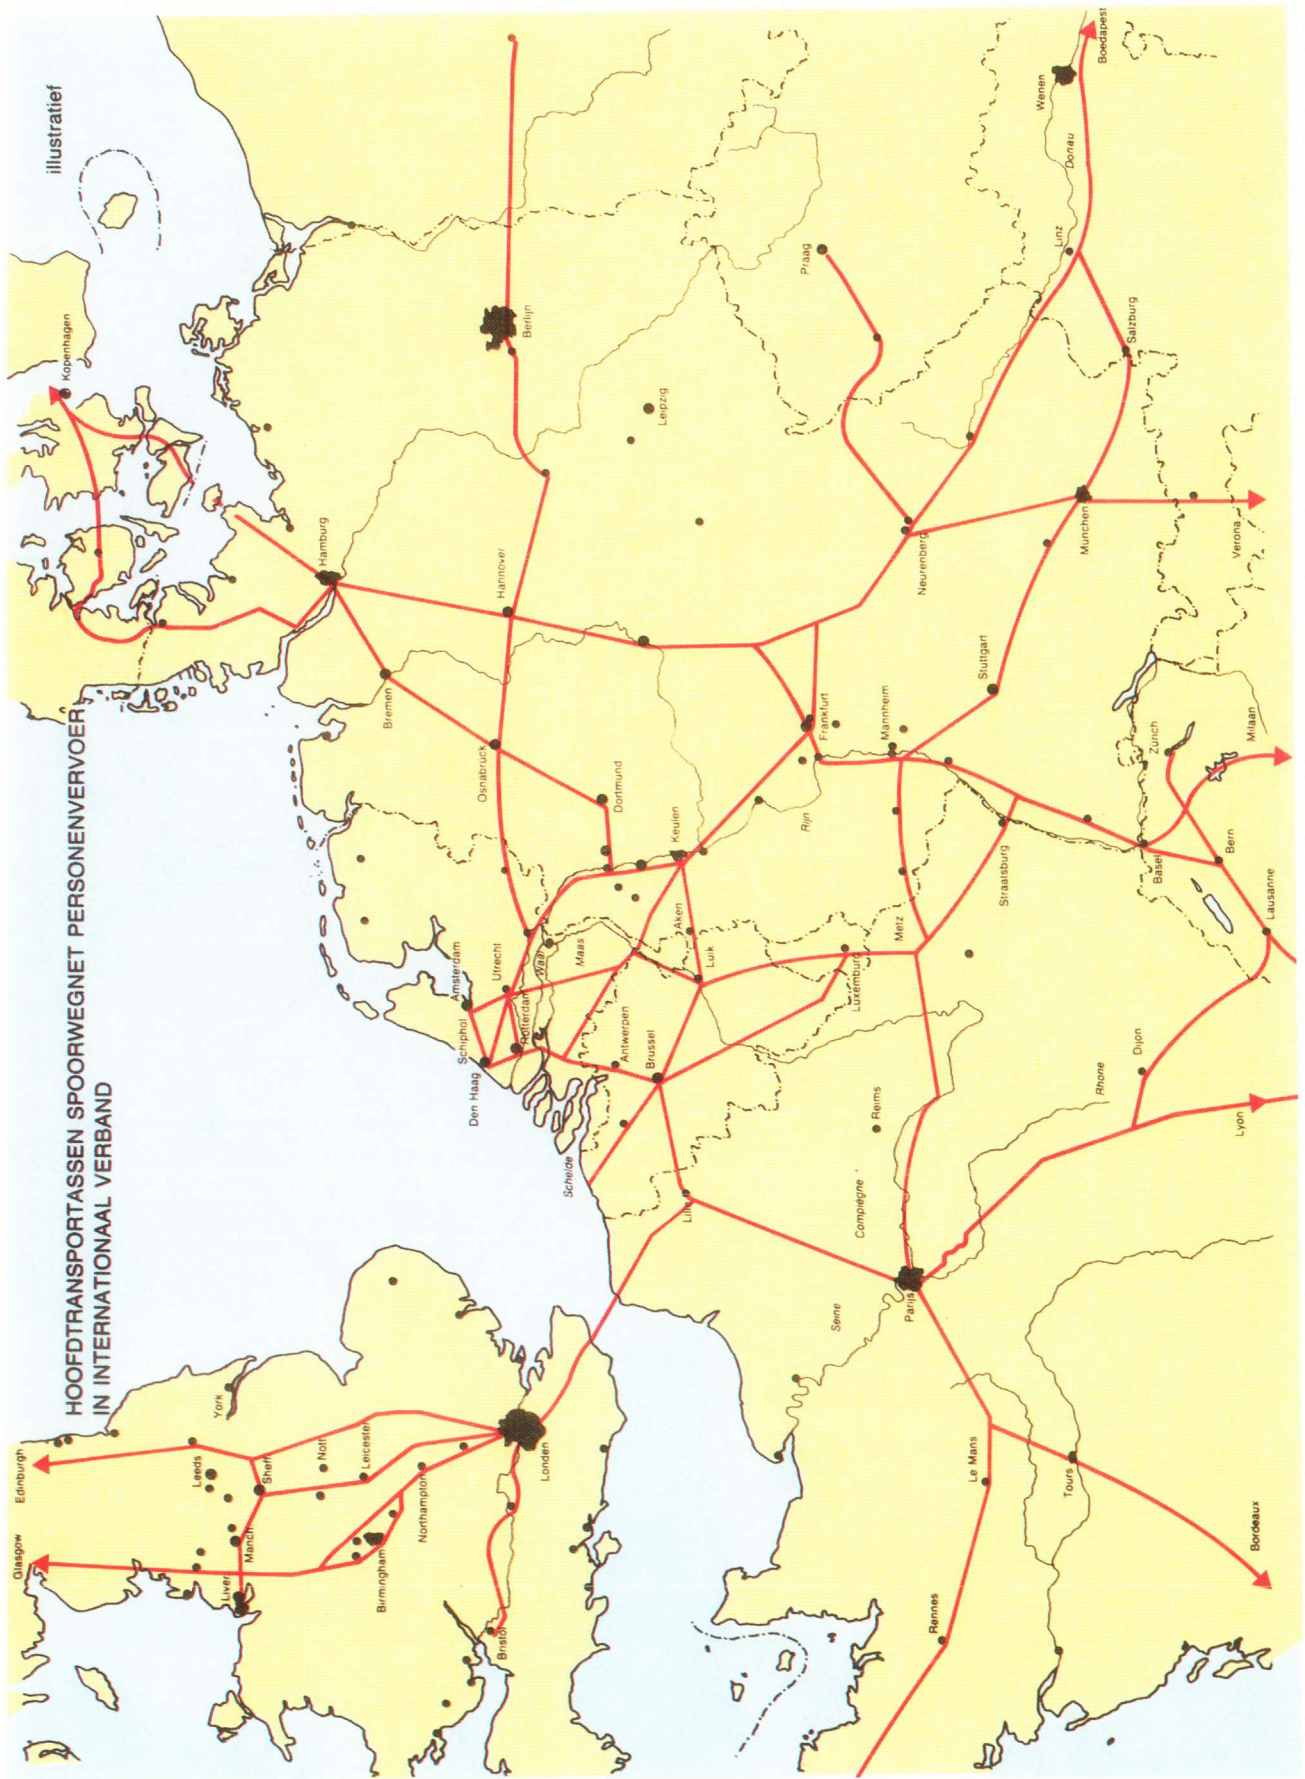 HOOFDTRANSPORTASSEN SPOORWEGNET PERSONENVERVOER,
IN INTERNATIONAAL VERBAND
illustratief
Glasgow
Edinburgh
York
Leeds
Sheff
Nott
Leicester
Manch.
Liver
Birmingham
Northampton
Londen
Bristol
Kopenhagen
Hamburg
Bremen
Hannover
Berlijn
Osnabrück
Leipzig
Amsterdam
Schiphol
Utrecht
Den Haag
Rotterdam
Waal
Maas
Dortmund
Keulen
Aken
Luik
Antwerpen
Brussel
Schelde
Lille
Luxemburg
Metz
Rijn
Frankfurt
Mannheim
Stuttgart
Straatsburg
Neurenberg
Munchen
Praag
Linz
Donau
Wenen
Boedapest
Salzburg
Verona
Zurich
Milaan
Basel
Bern
Lausanne
Dijon
Rhone
Lyon
Reims
Compiègne
Seine
Parijs
Le Mans
Tours
Rennes
Bordeaux